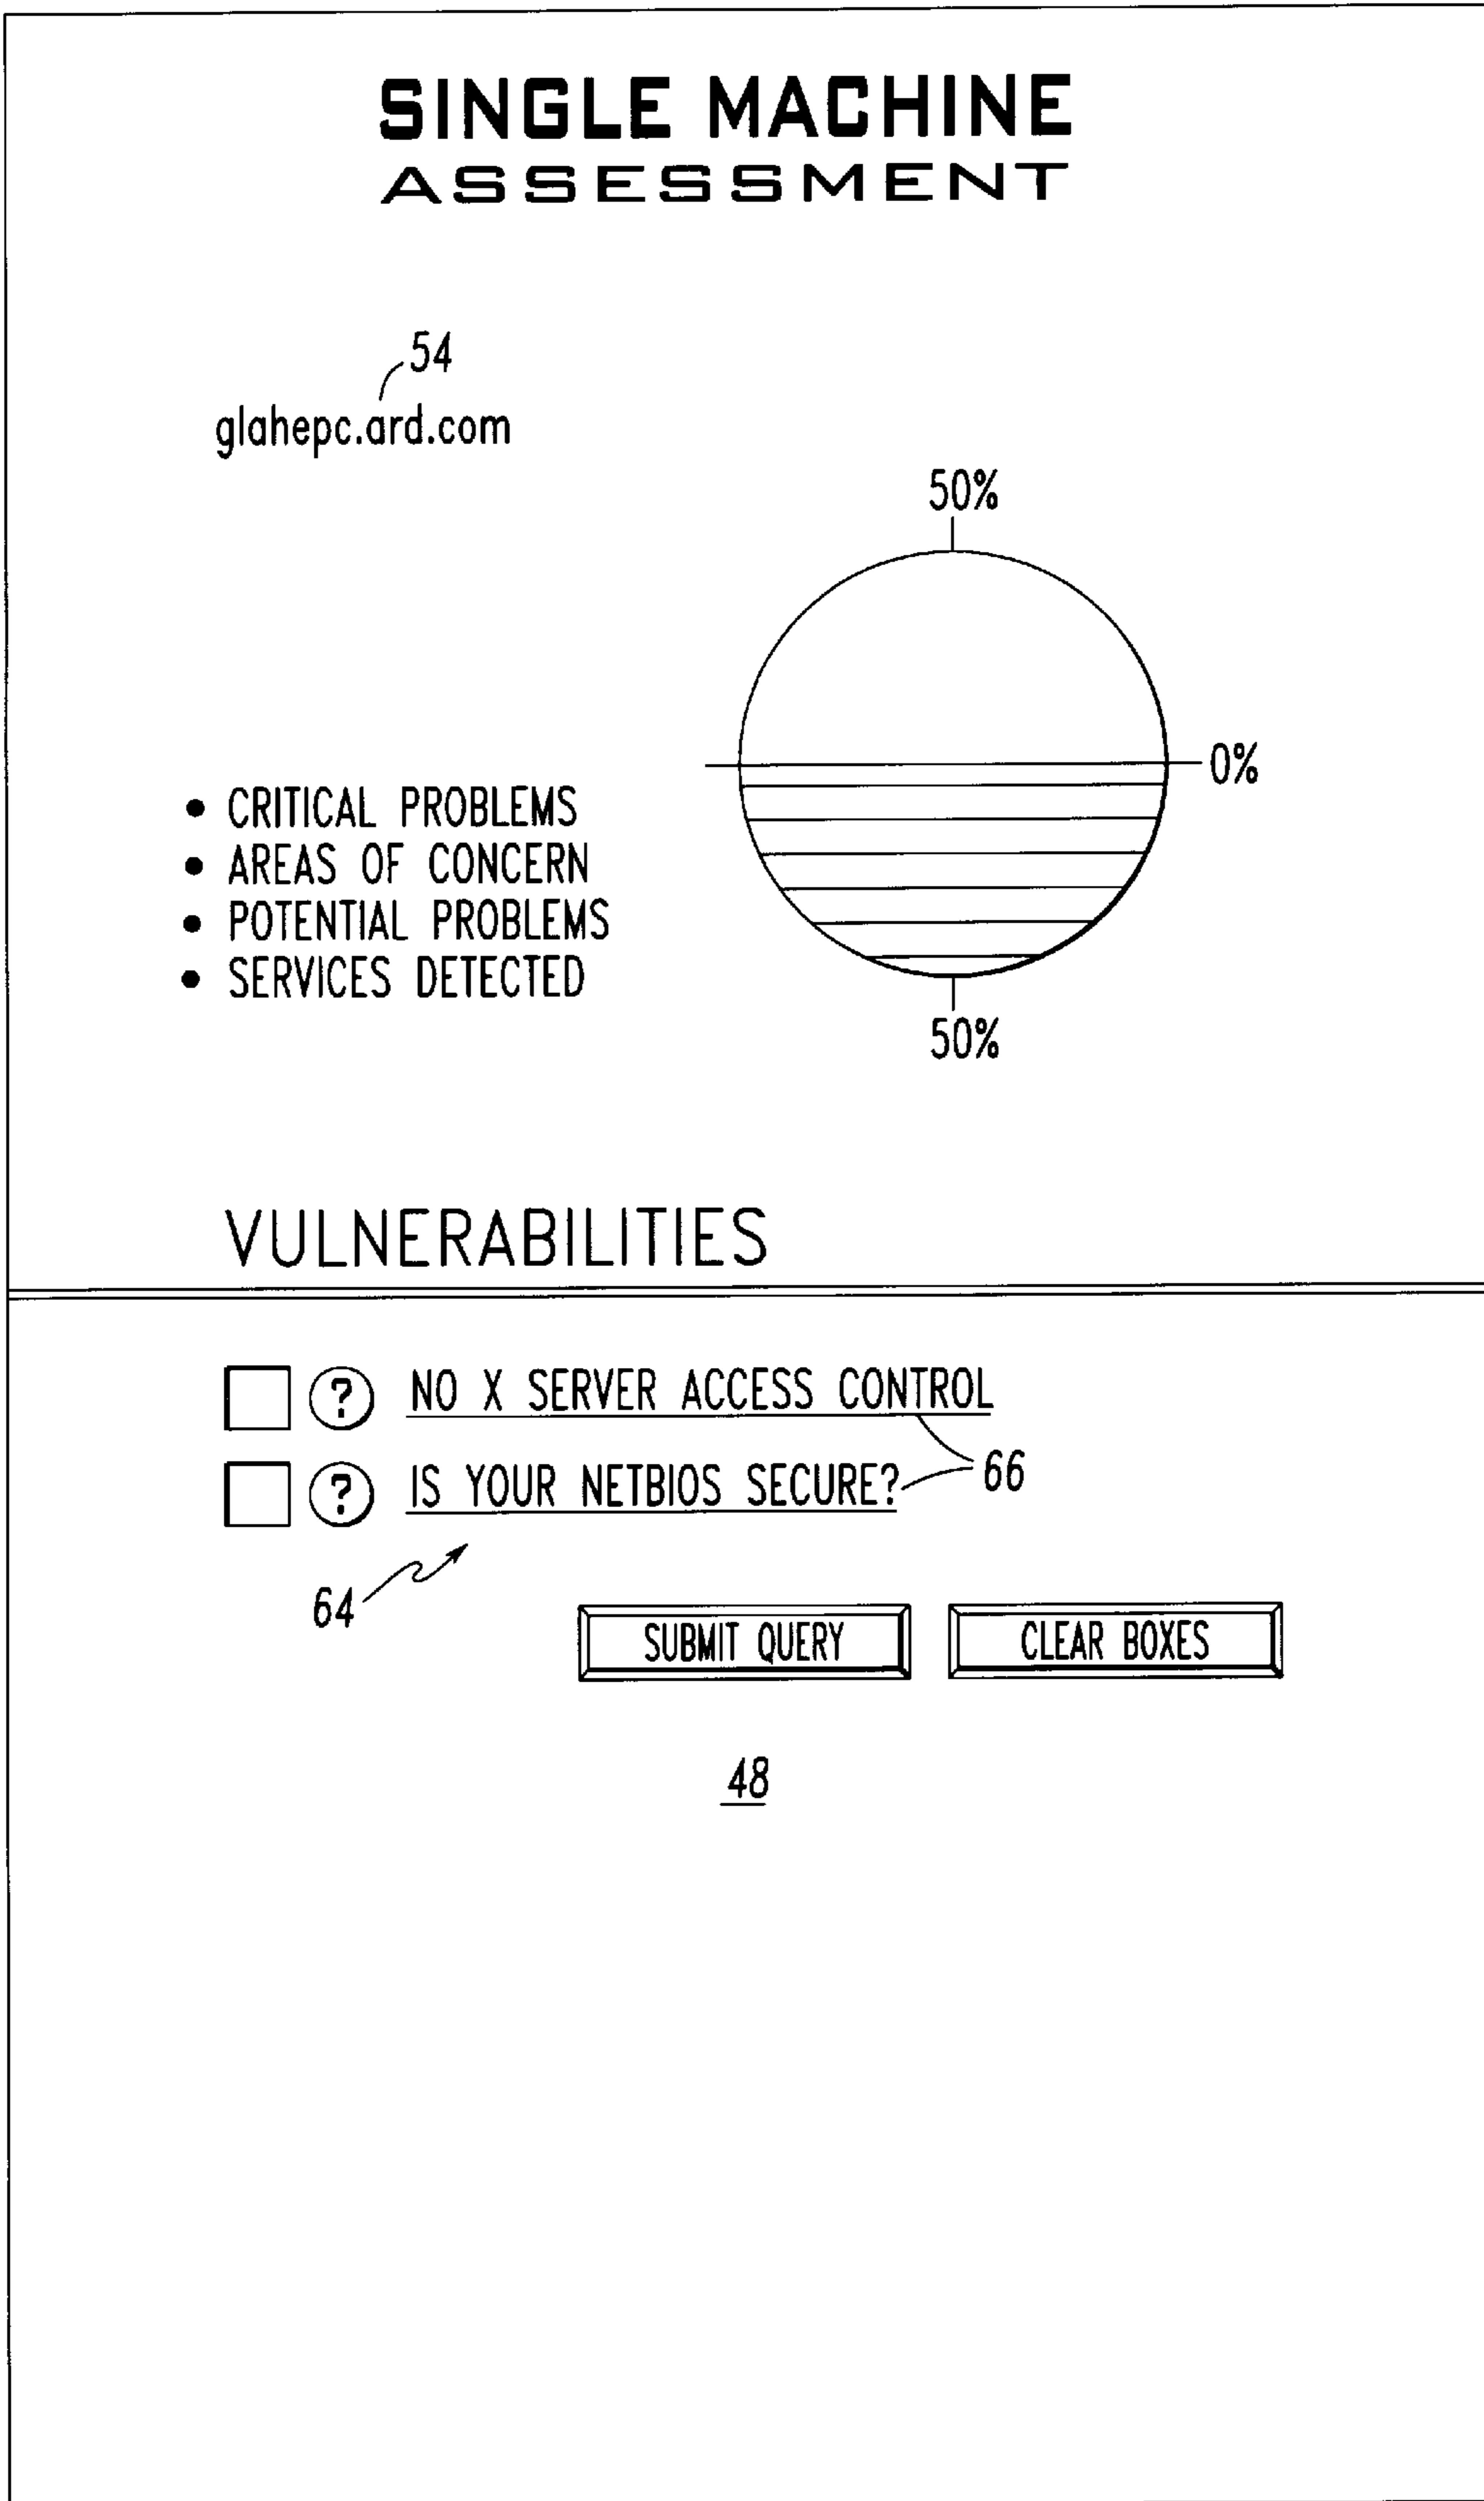 SINGLE MACHINE
ASSESSMENT
54
glahepc.ard.com
50%
0%
• CRITICAL PROBLEMS
• AREAS OF CONCERN
• POTENTIAL PROBLEMS
• SERVICES DETECTED
50%
VULNERABILITIES
? NO X SERVER ACCESS CONTROL
? IS YOUR NETBIOS SECURE?
66
64
SUBMIT QUERY CLEAR BOXES
48